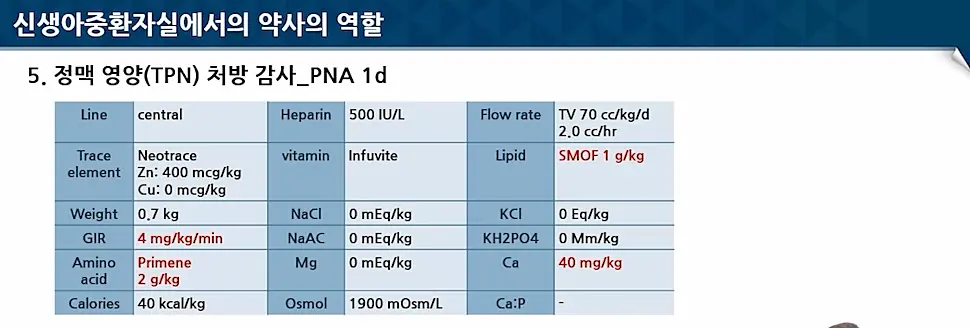 신생아중환자실에서의 약사의 역할
5. 정맥 영양(TPN) 처방 감사_PNA 1d
Line central Heparin 500 IU/L Flow rate TV 70 cc/kg/d
2.0 cc/hr
Trace element Neotrace vitamin Infuvite Lipid SMOF 1 g/kg
Zn: 400 mcg/kg
Cu: 0 mcg/kg
Weight 0.7 kg NaCl 0 mEq/kg KCl 0 Eq/kg
GIR 4 mg/kg/min NaAC 0 mEq/kg KH2PO4 0 Mm/kg
Amino acid Primene Mg 0 mEq/kg Ca 40 mg/kg
2 g/kg
Calories 40 kcal/kg Osmol 1900 mOsm/L Ca:P -